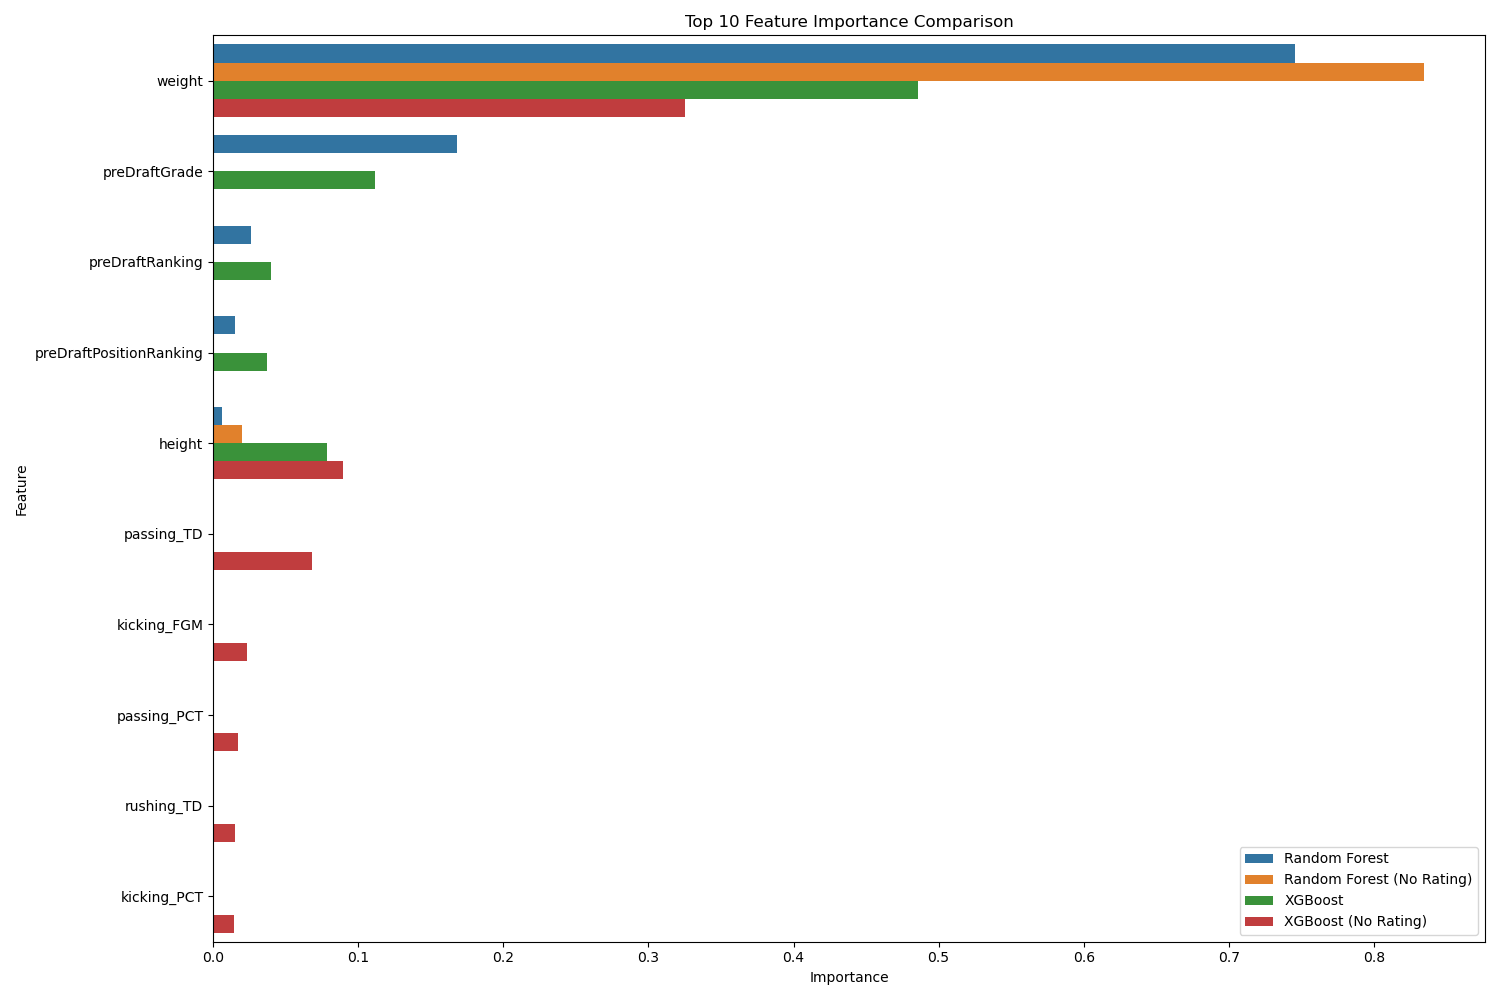 Top 10 Feature Importance Comparison
weight
preDraftGrade
preDraftRanking
preDraftPositionRanking
height
passing_TD
kicking_FGM
passing_PCT
rushing_TD
kicking_PCT
Feature
Random Forest
Random Forest (No Rating)
XGBoost
XGBoost (No Rating)
0.0 0.1 0.2 0.3 0.4 0.5 0.6 0.7 0.8
Importance